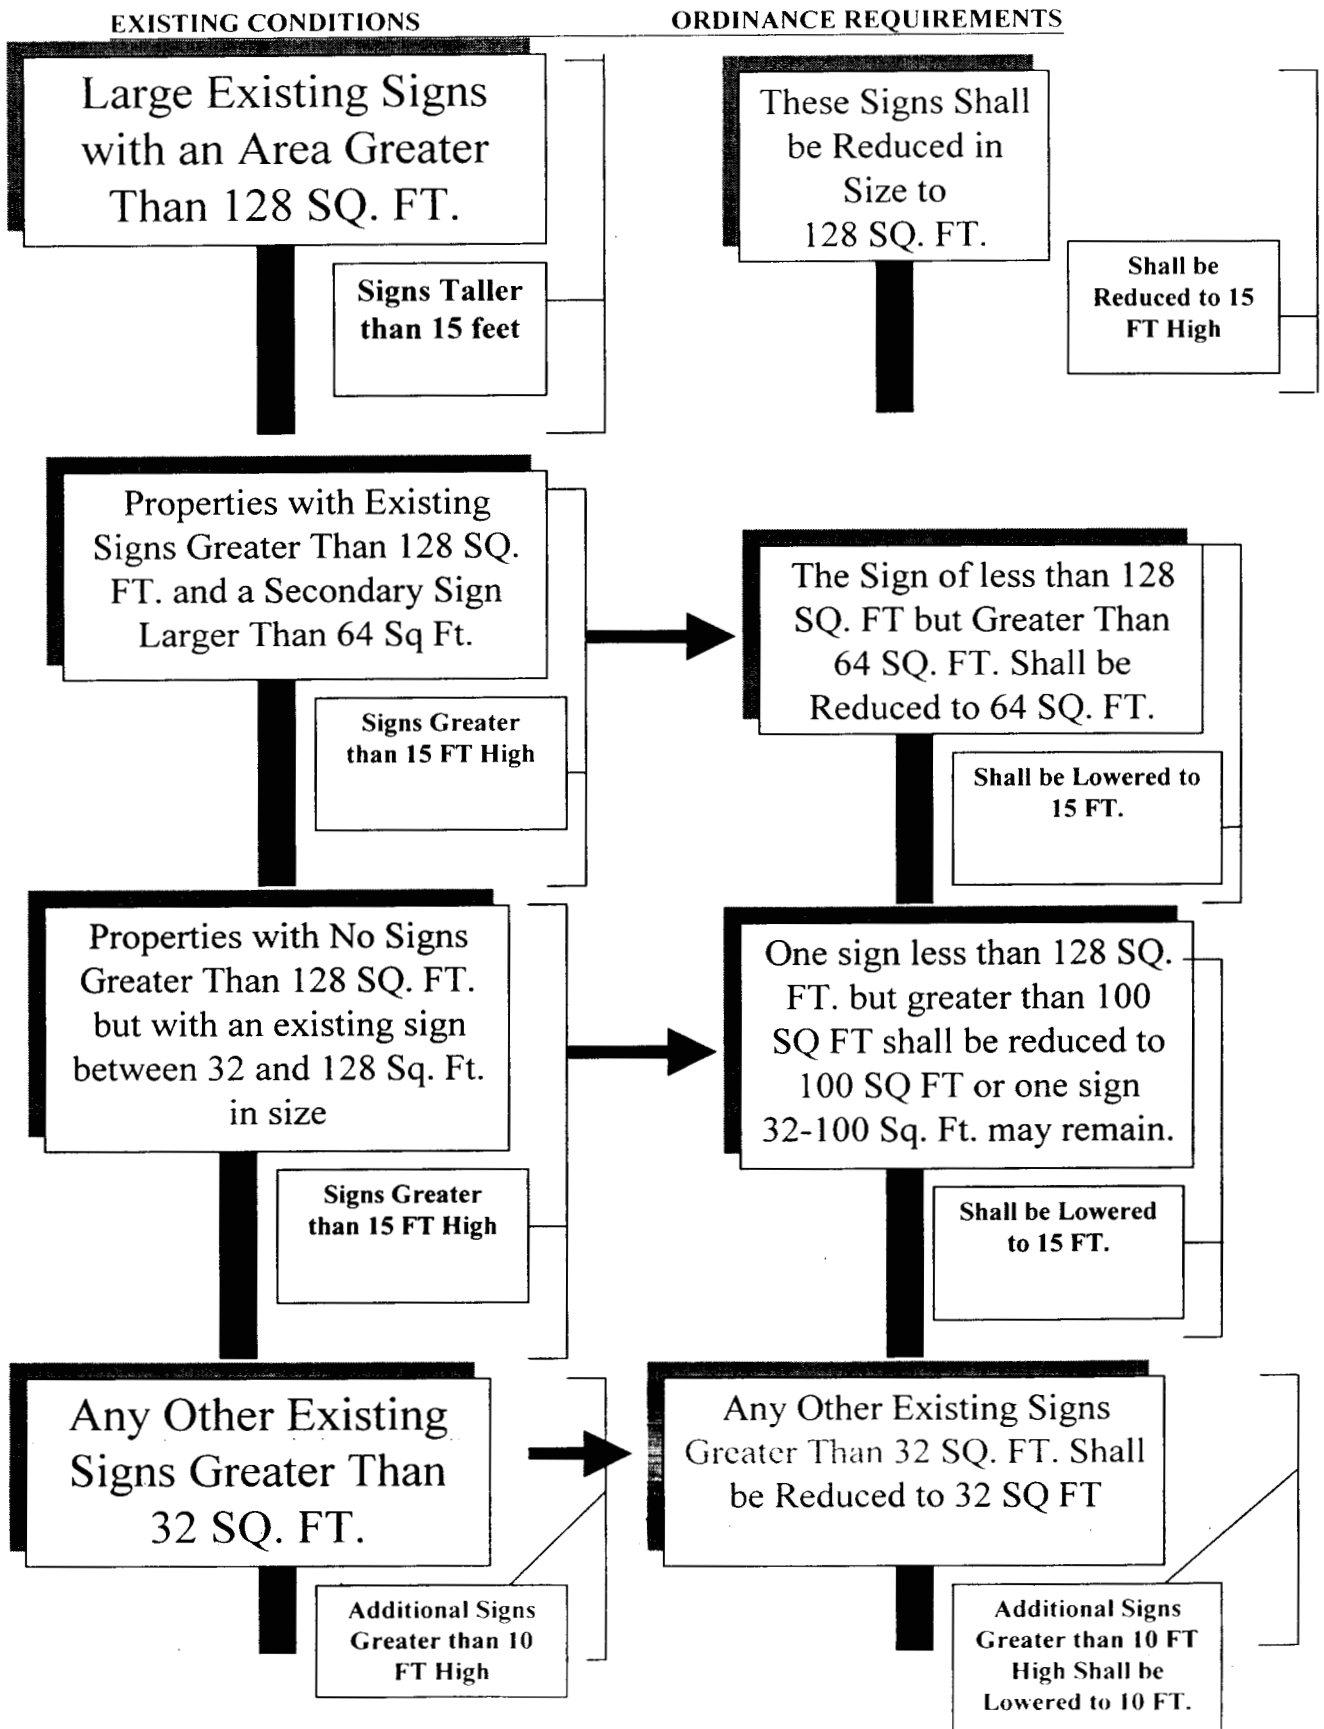 EXISTING CONDITIONS
ORDINANCE REQUIREMENTS
Large Existing Signs
with an Area Greater
Than 128 SQ. FT.
These Signs Shall
be Reduced in
Size to
128 SQ. FT.
Signs Taller
than 15 feet
Shall be
Reduced to 15
FT High
Properties with Existing
Signs Greater Than 128 SQ.
FT. and a Secondary Sign
Larger Than 64 Sq Ft.
The Sign of less than 128
SQ. FT but Greater Than
64 SQ. FT. Shall be
Reduced to 64 SQ. FT.
Signs Greater
than 15 FT High
Shall be Lowered to
15 FT.
Properties with No Signs
Greater Than 128 SQ. FT.
but with an existing sign
between 32 and 128 Sq. Ft.
in size
One sign less than 128 SQ.
FT. but greater than 100
SQ FT shall be reduced to
100 SQ FT or one sign
32-100 Sq. Ft. may remain.
Signs Greater
than 15 FT High
Shall be Lowered
to 15 FT.
Any Other Existing
Signs Greater Than
32 SQ. FT.
Any Other Existing Signs
Greater Than 32 SQ. FT. Shall
be Reduced to 32 SQ FT
Additional Signs
Greater than 10
FT High
Additional Signs
Greater than 10 FT
High Shall be
Lowered to 10 FT.